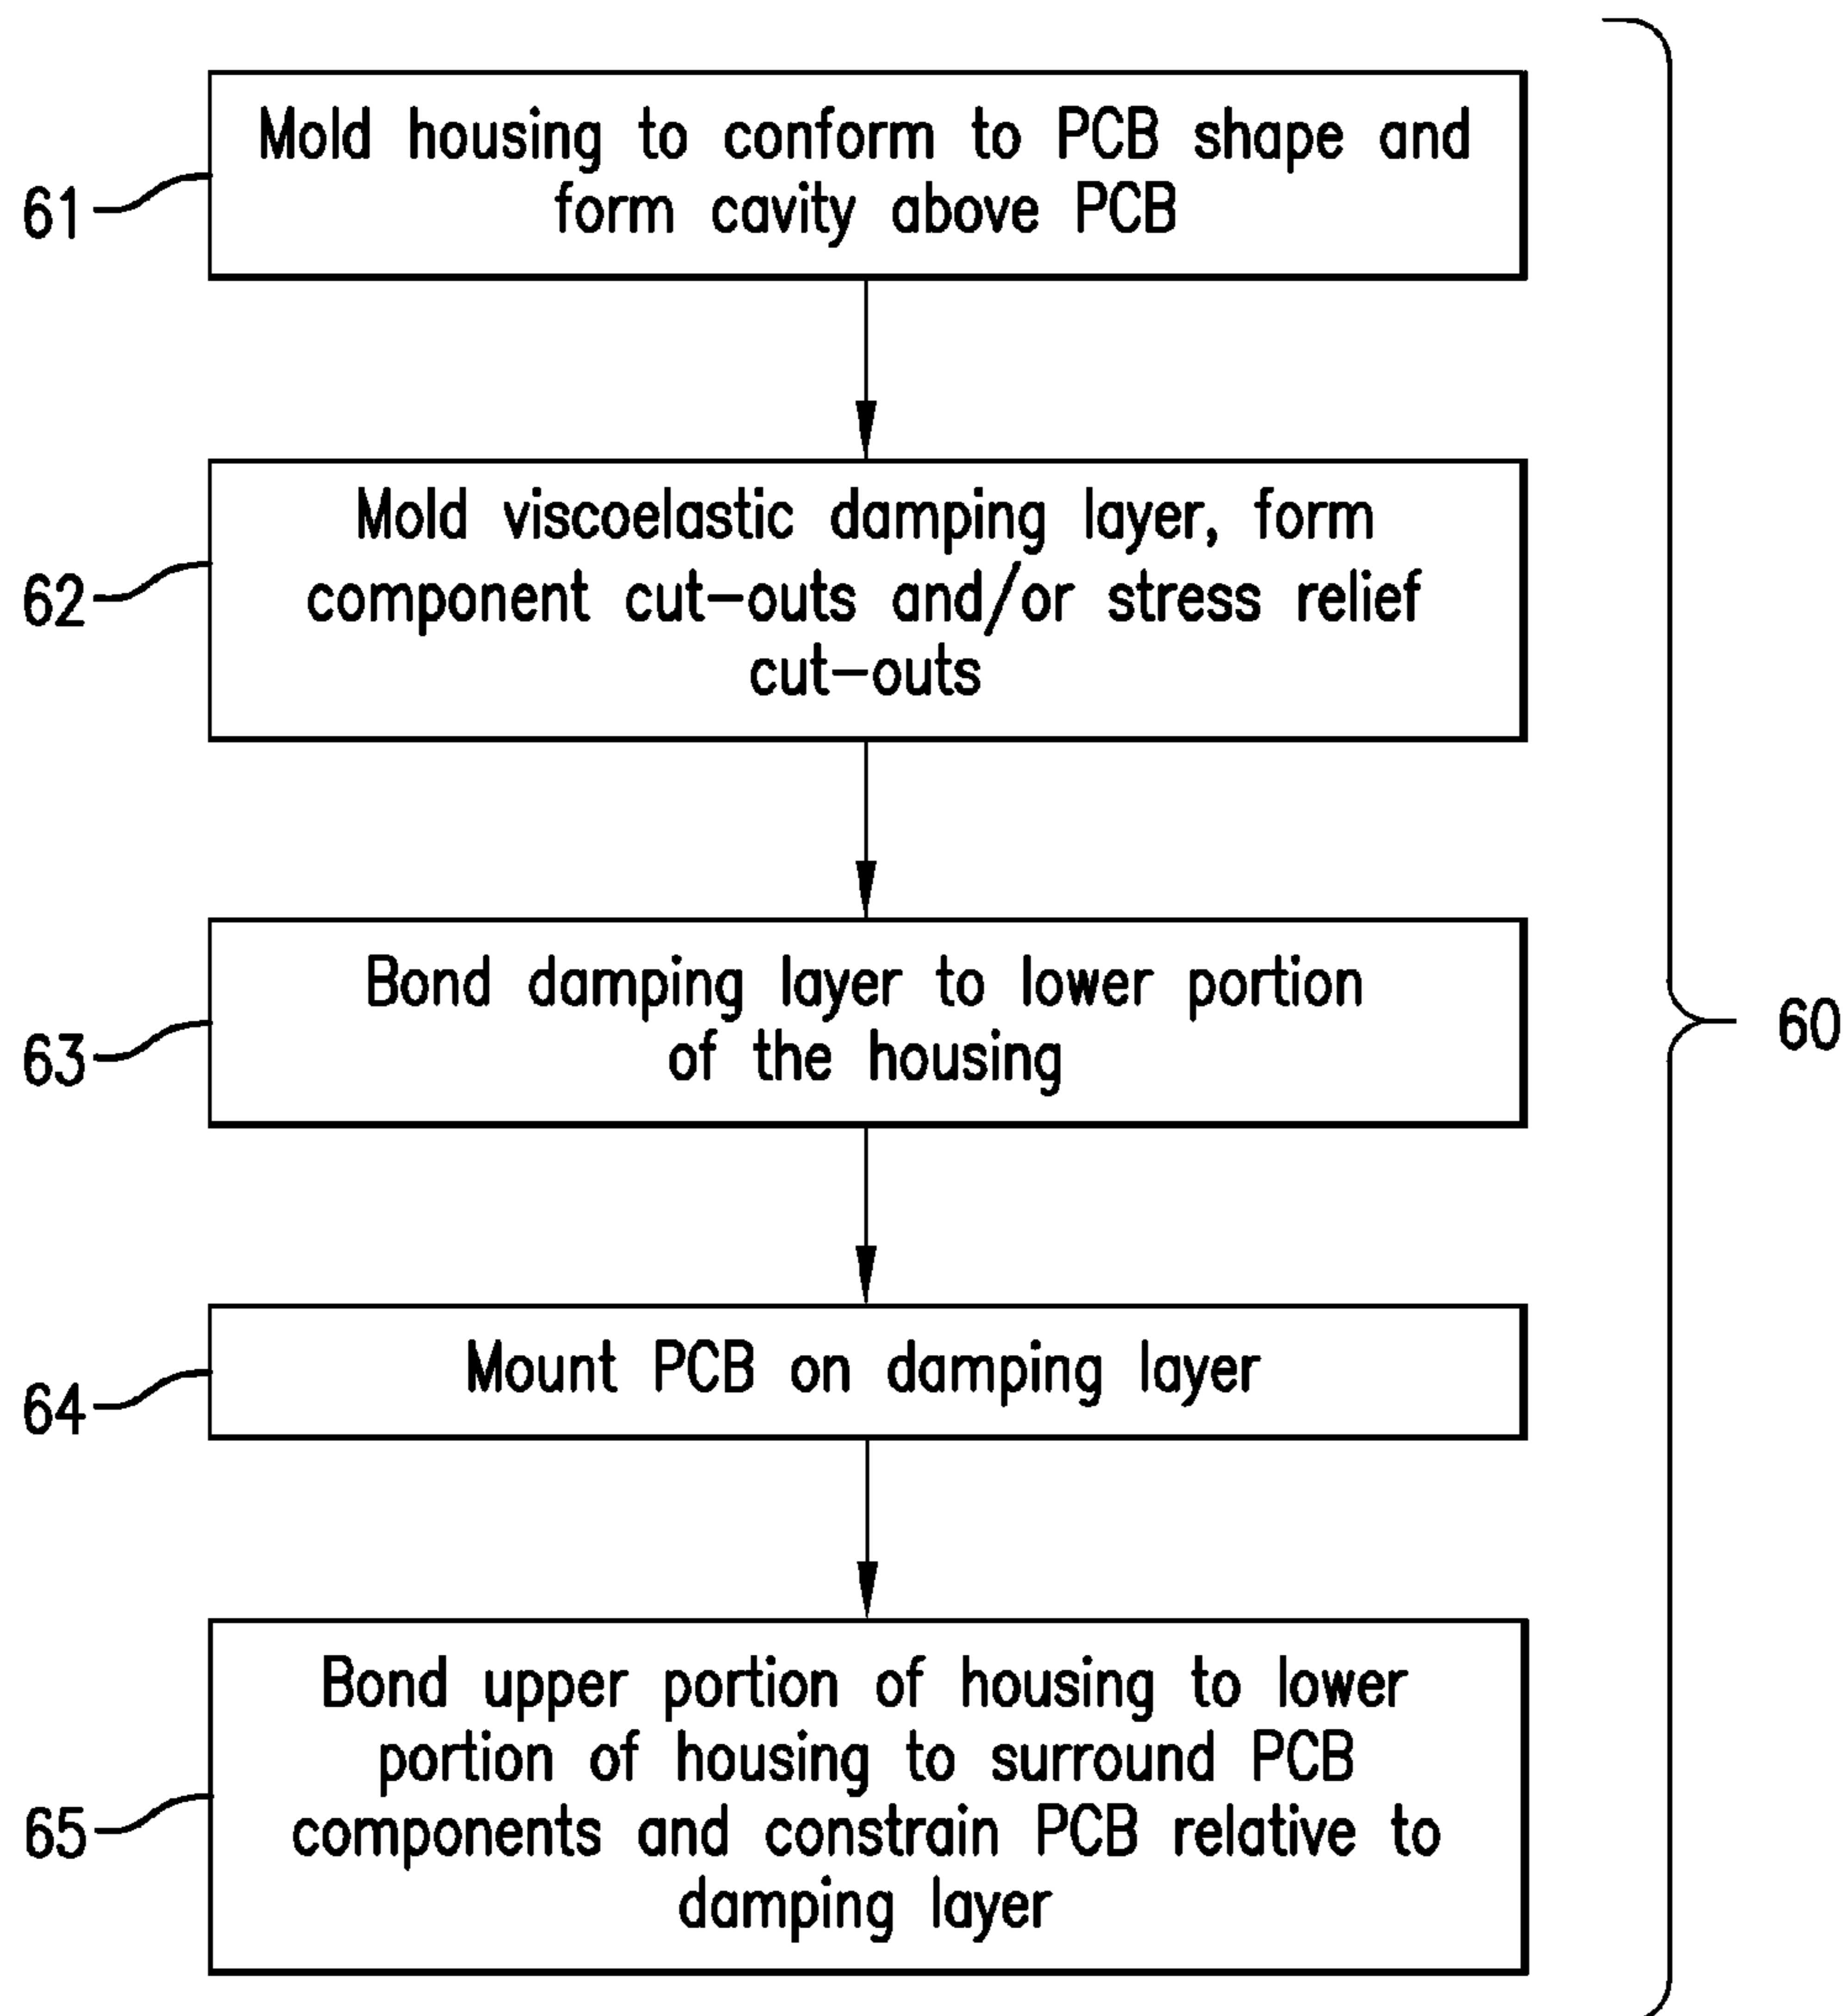 Mold housing to conform to PCB shape and
form cavity above PCB
61
Mold viscoelastic damping layer, form
component cut-outs and/or stress relief
cut-outs
62
Bond damping layer to lower portion
of the housing
63
60
Mount PCB on damping layer
64
Bond upper portion of housing to lower
portion of housing to surround PCB
components and constrain PCB relative to
damping layer
65